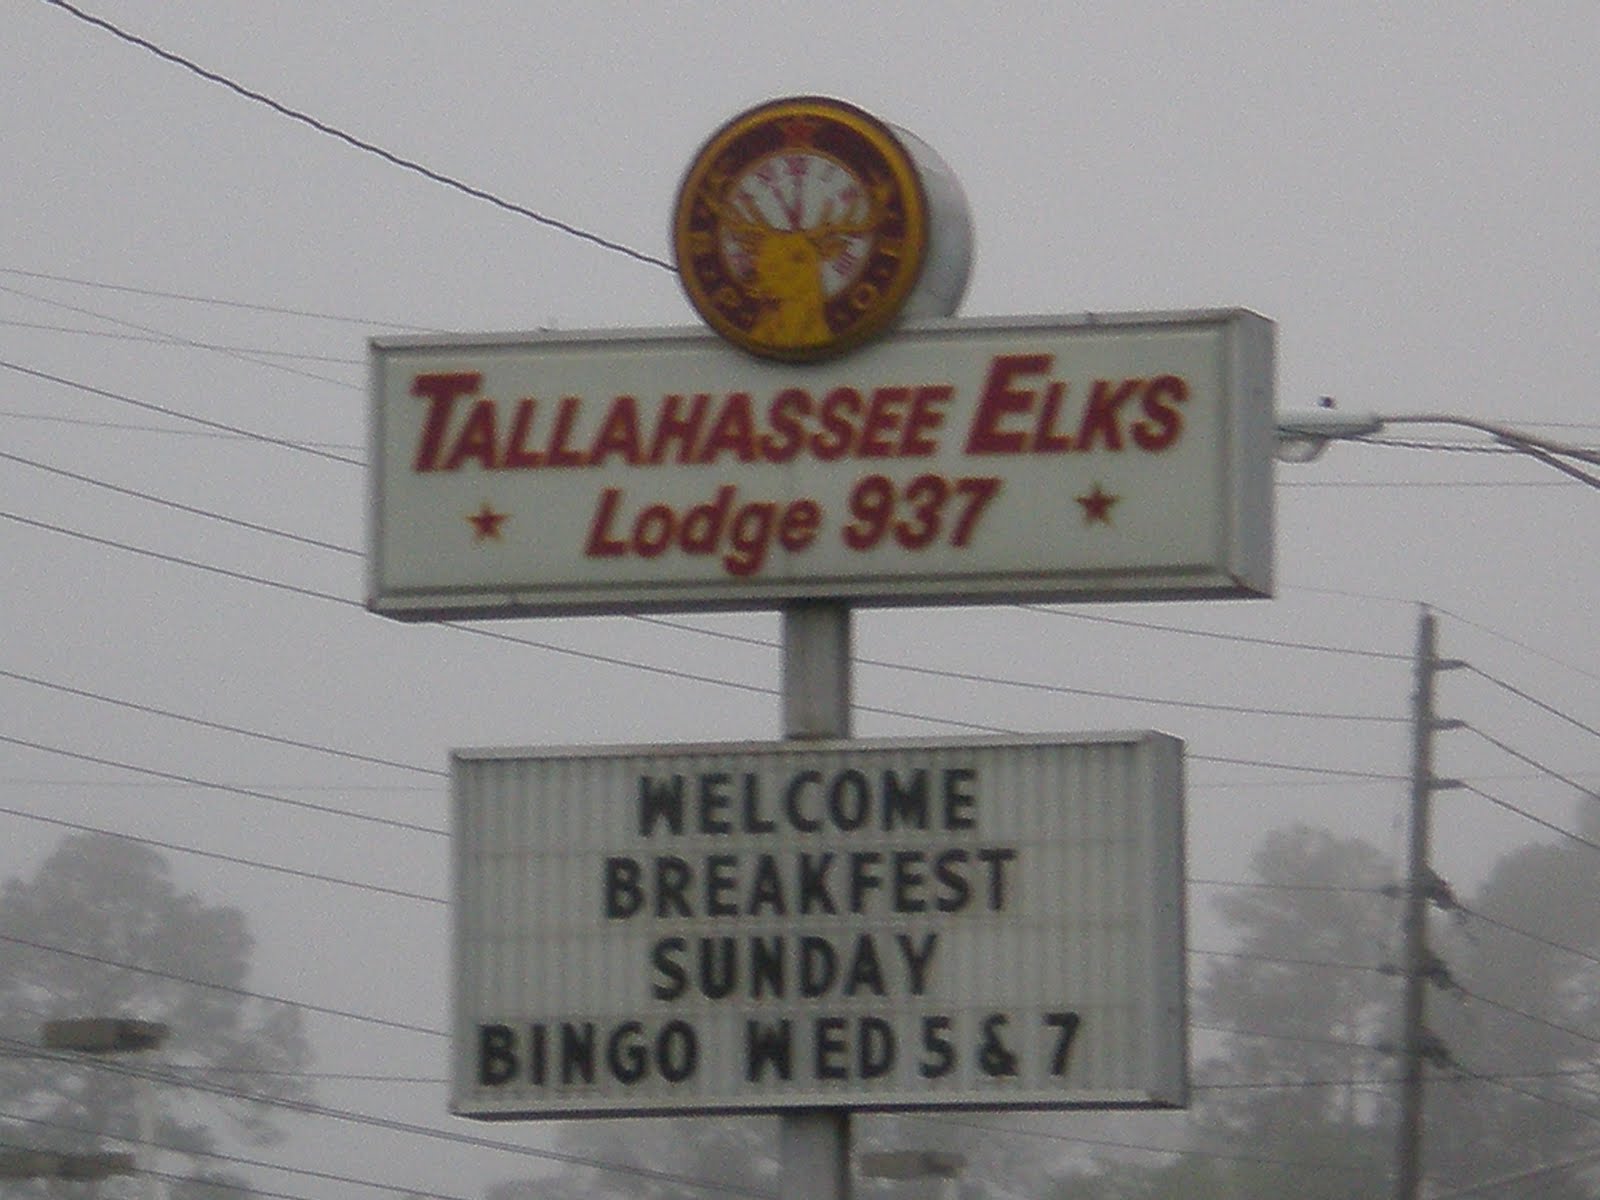 TALLAHASSEE ELKS
Lodge 937
WELCOME
BREAKFEST
SUNDAY
BINGO WED 5 & 7